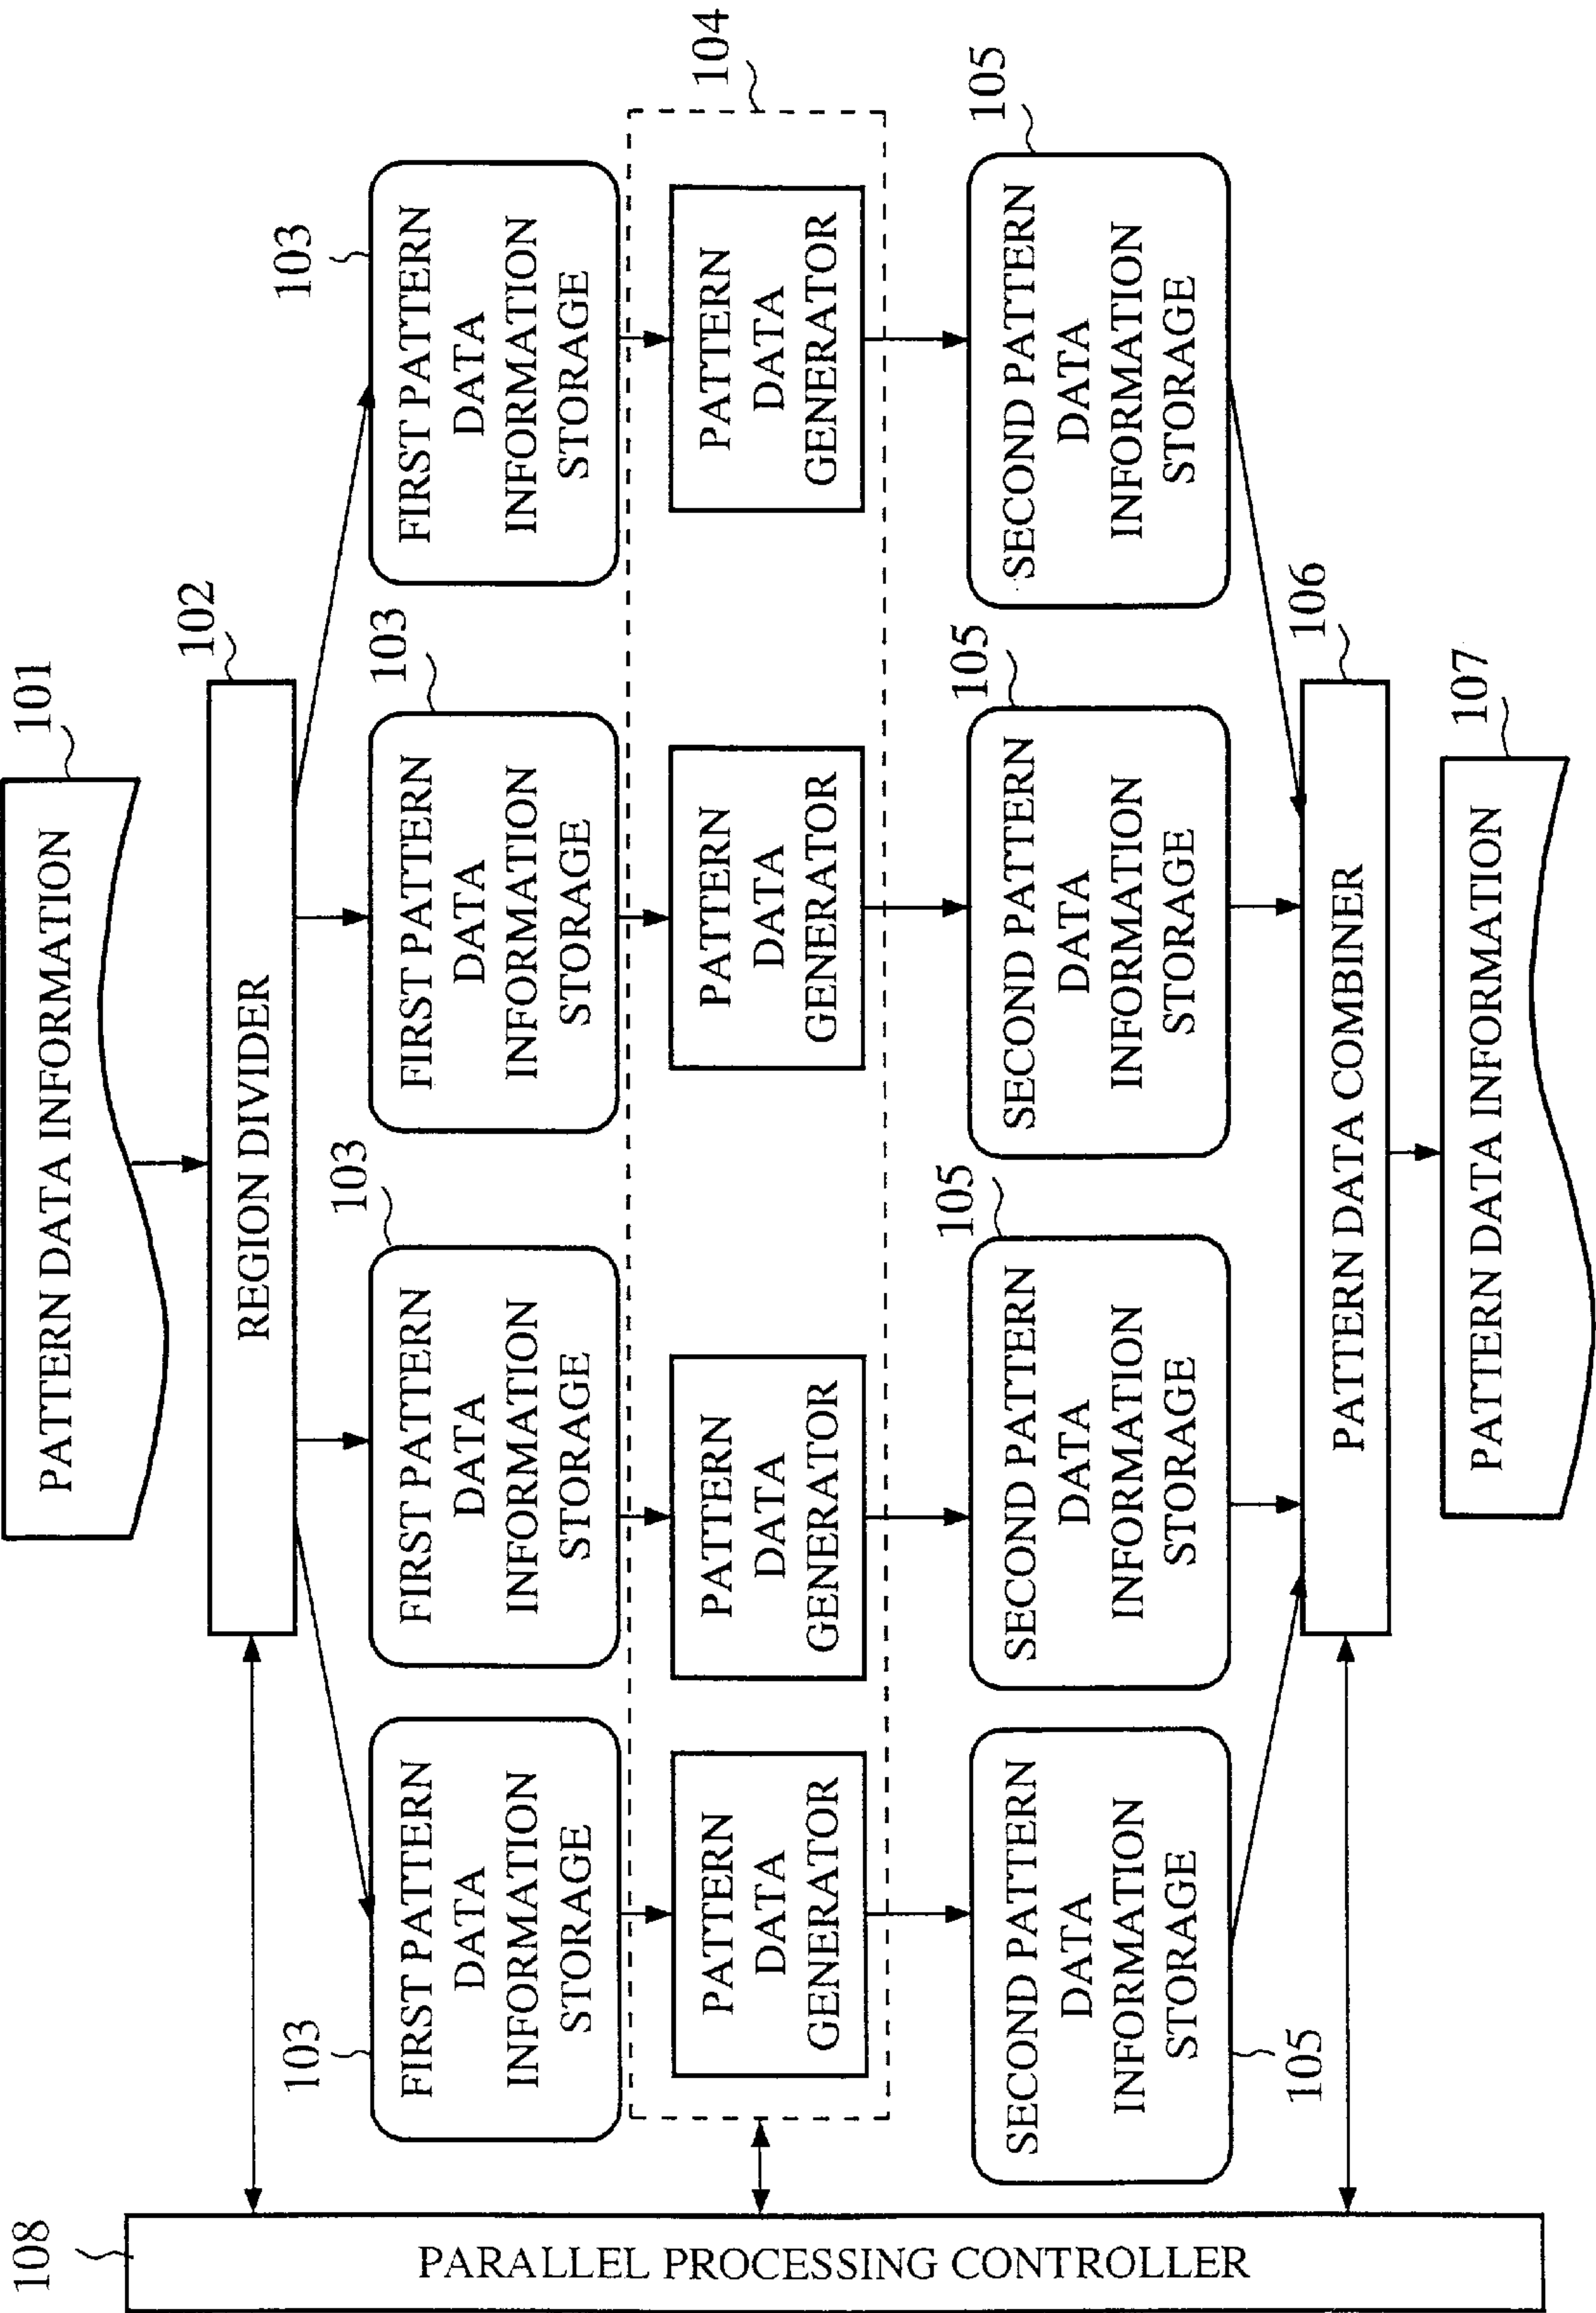 108
PARALLEL PROCESSING CONTROLLER
PATTERN DATA INFORMATION
101
REGION DIVIDER
102
103
FIRST PATTERN
DATA
INFORMATION
STORAGE
103
FIRST PATTERN
DATA
INFORMATION
STORAGE
103
FIRST PATTERN
DATA
INFORMATION
STORAGE
103
FIRST PATTERN
DATA
INFORMATION
STORAGE
104
PATTERN
DATA
GENERATOR
PATTERN
DATA
GENERATOR
PATTERN
DATA
GENERATOR
PATTERN
DATA
GENERATOR
105
SECOND PATTERN
DATA
INFORMATION
STORAGE
105
SECOND PATTERN
DATA
INFORMATION
STORAGE
105
SECOND PATTERN
DATA
INFORMATION
STORAGE
105
SECOND PATTERN
DATA
INFORMATION
STORAGE
PATTERN DATA COMBINER
106
PATTERN DATA INFORMATION
107